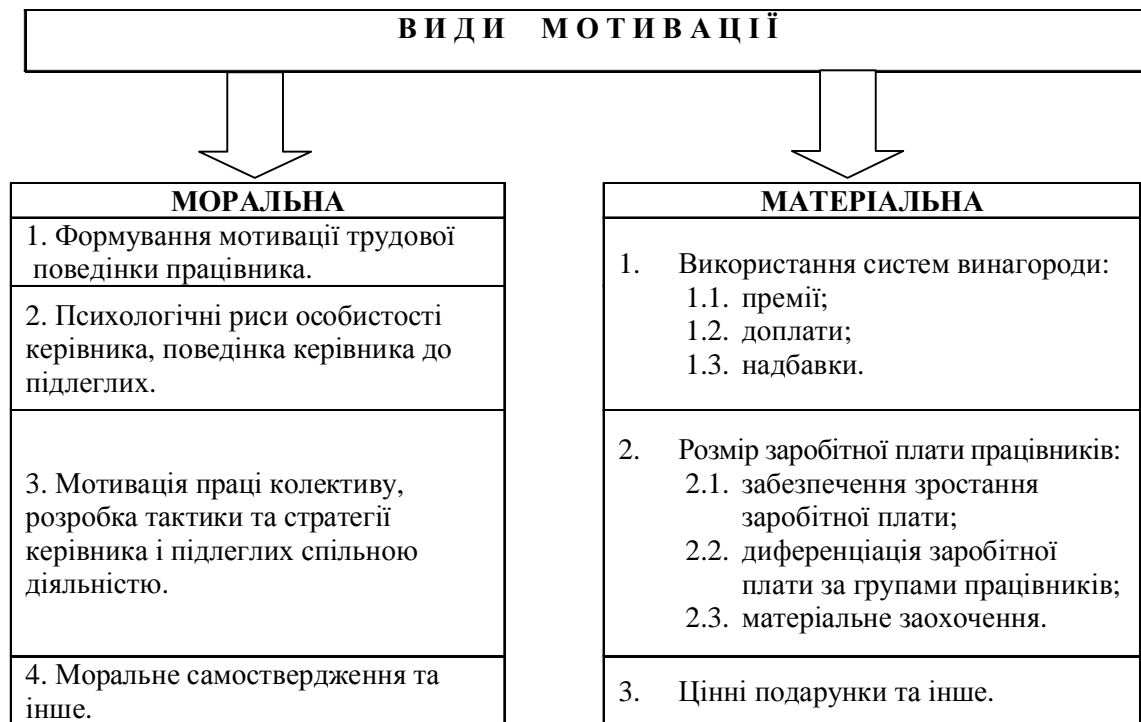 ВИДИ МОТИВАЦІЇ
МОРАЛЬНА
1. Формування мотивації трудової
поведінки працівника.
2. Психологічні риси особистості
керівника, поведінка керівника до
підлеглих.
3. Мотивація праці колективу,
розробка тактики та стратегії
керівника і підлеглих спільною
діяльністю.
4. Моральне самоствердження та
інше.
МАТЕРІАЛЬНА
1. Використання систем винагороди:
1.1. премії;
1.2. доплати;
1.3. надбавки.
2. Розмір заробітної плати працівників:
2.1. забезпечення зростання
заробітної плати;
2.2. диференціація заробітної
плати за групами працівників;
2.3. матеріальне заохочення.
3. Цінні подарунки та інше.